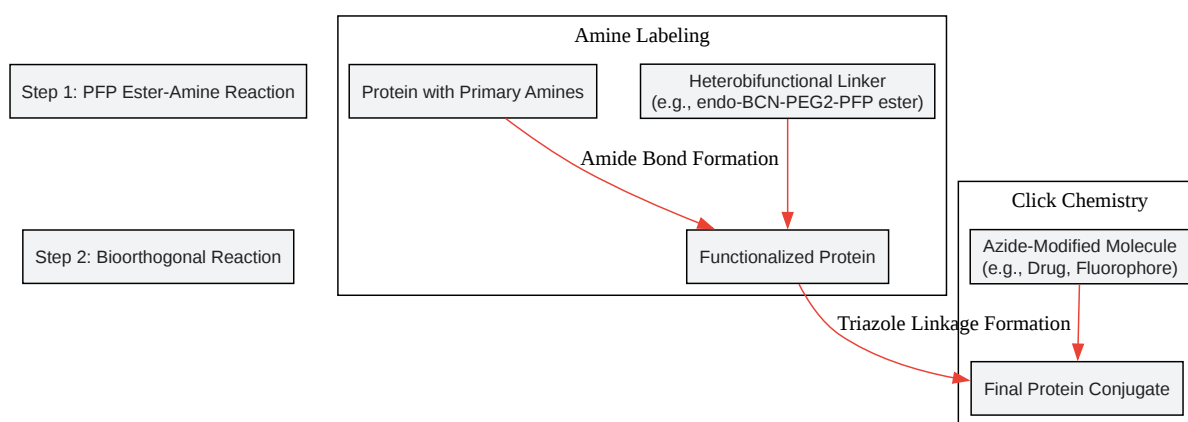 Amine Labeling
Step 1: PFP Ester-Amine Reaction
Protein with Primary Amines
Heterobifunctional Linker
(e.g., endo-BCN-PEG2-PFP ester)
Amide Bond Formation
Click Chemistry
Step 2: Bioorthogonal Reaction
Functionalized Protein
Azide-Modified Molecule
(e.g., Drug, Fluorophore)
Triazole Linkage Formation
Final Protein Conjugate